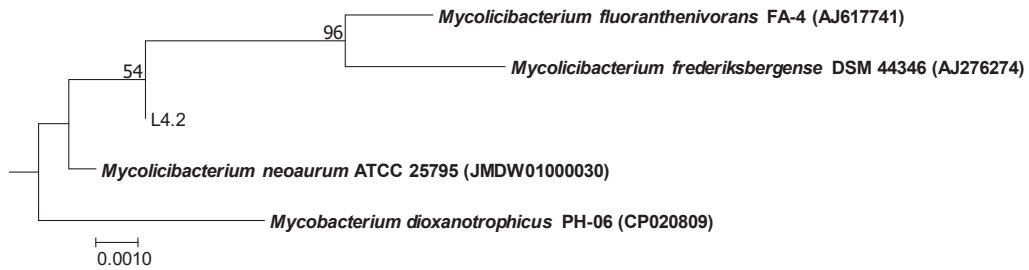 Mycolicibacterium fluoranthenivorans FA-4 (AJ617741)
96
Mycolicibacterium frederiksbergense DSM 44346 (AJ276274)
54
L4.2
Mycolicibacterium neoaurum ATCC 25795 (JMDW01000030)
Mycobacterium dioxanotrophicus PH-06 (CP020809)
0.0010